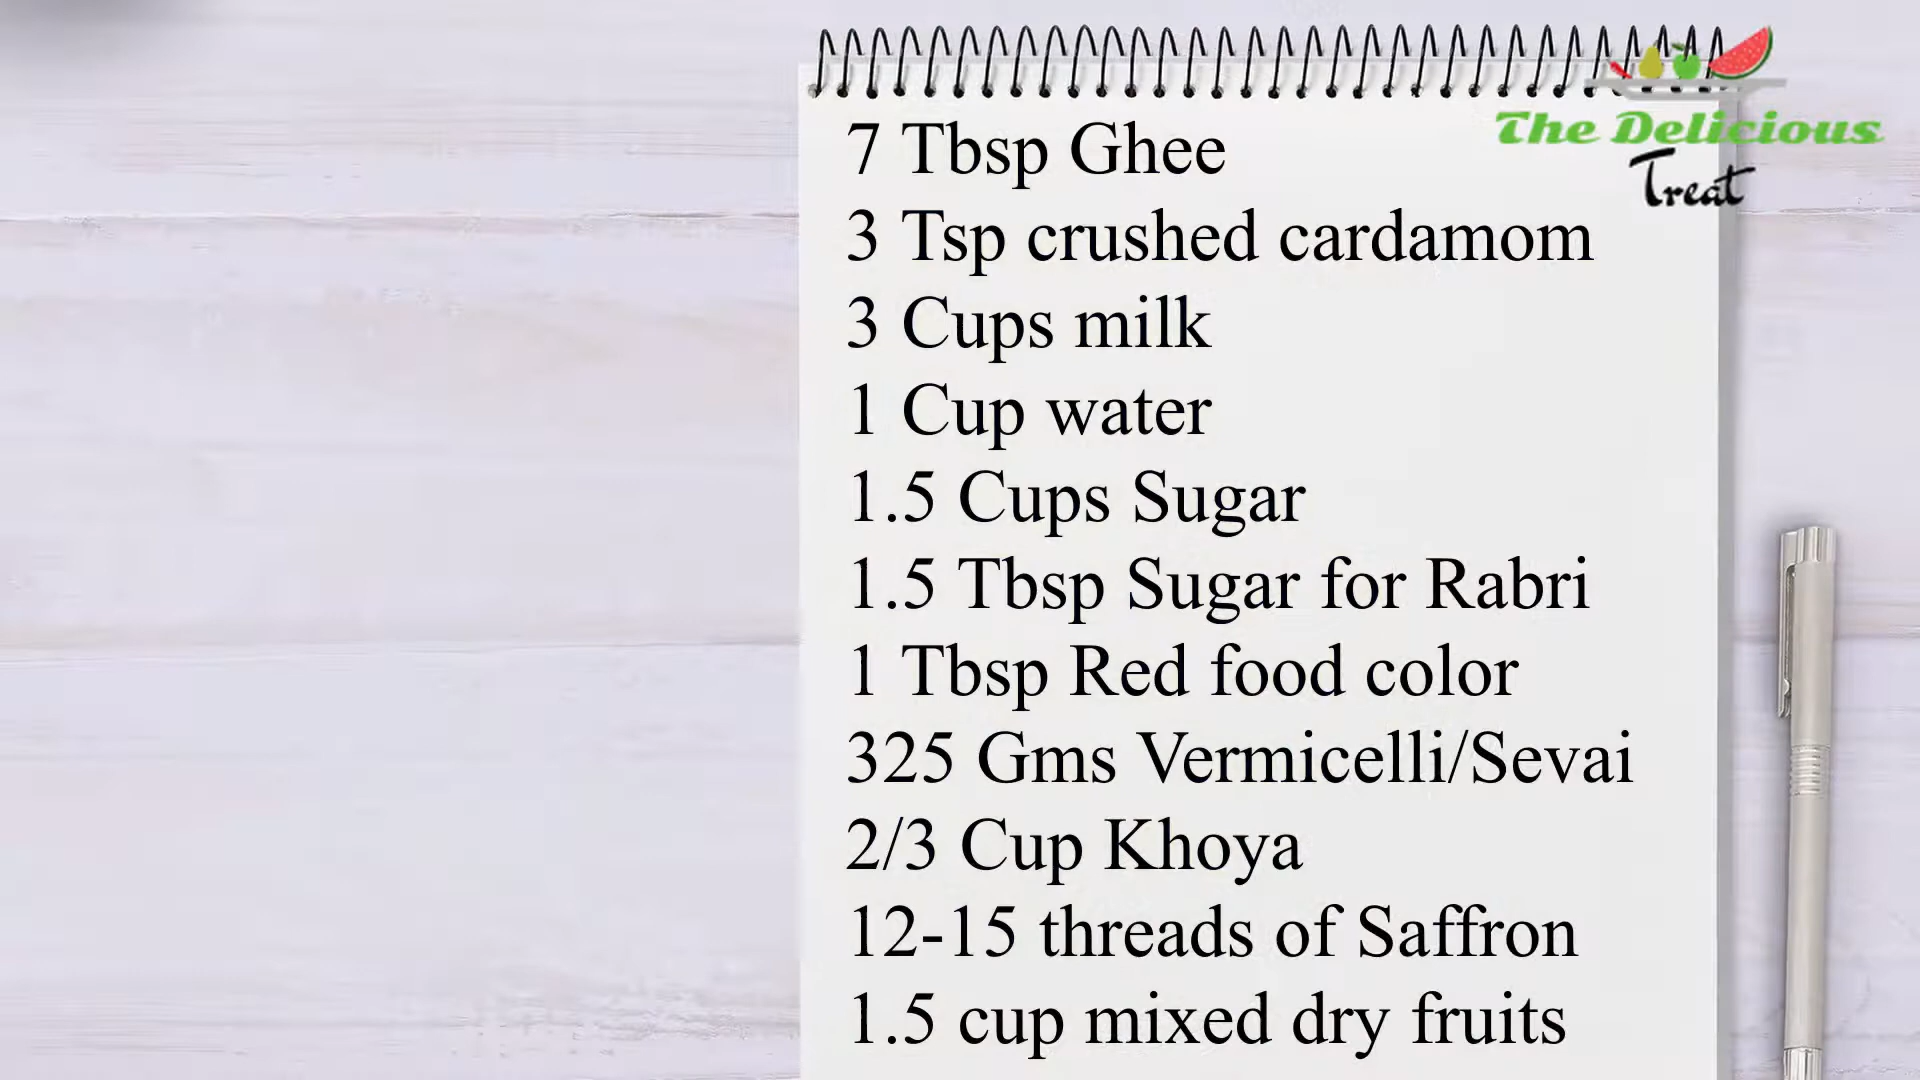 The Delicious
Treat
7 Tbsp Ghee
3 Tsp crushed cardamom
3 Cups milk
1 Cup water
1.5 Cups Sugar
1.5 Tbsp Sugar for Rabri
1 Tbsp Red food color
325 Gms Vermicelli/Sevai
2/3 Cup Khoya
12-15 threads of Saffron
1.5 cup mixed dry fruits